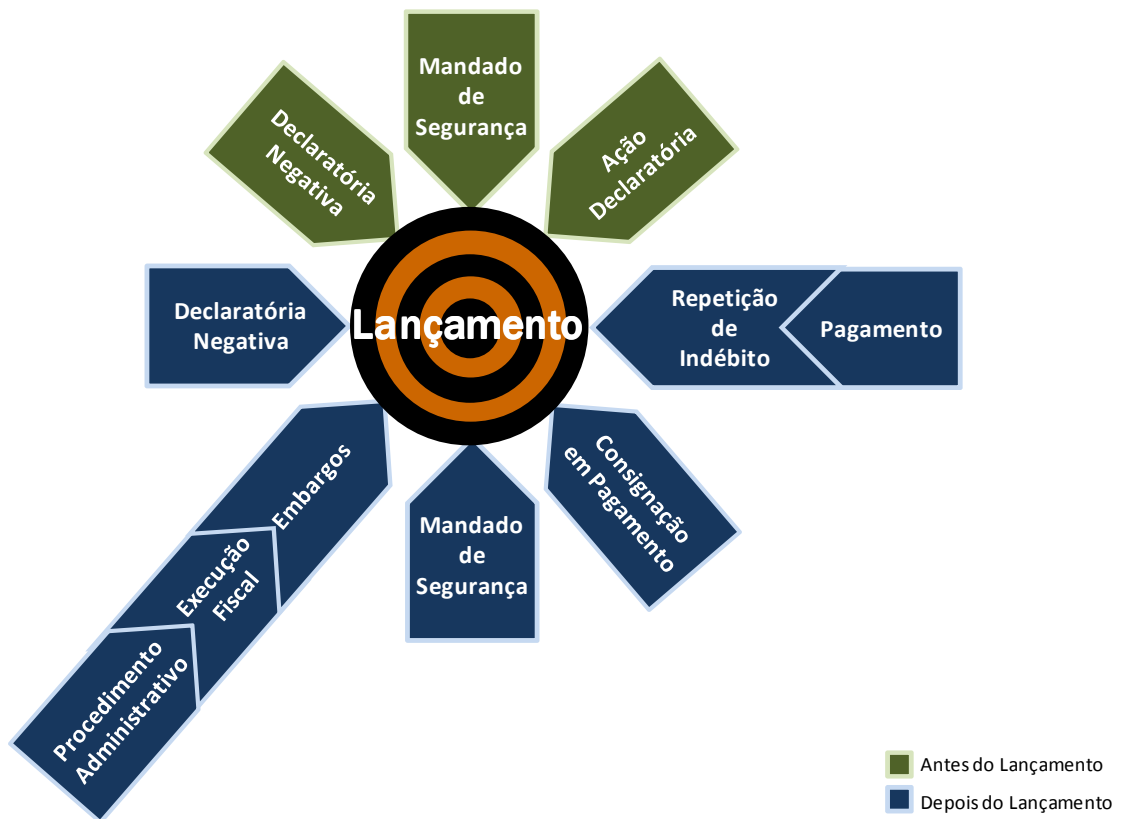 Mandado
de
Segurança
Declaratória
Negativa
Ação
Declaratória
Declaratória
Negativa
Lançamento
Repetição
de
Indébito
Pagamento
Embargos
Execução
Fiscal
Procedimento
Administrativo
Mandado
de
Segurança
Consignação
em Pagamento
Antes do Lançamento
Depois do Lançamento